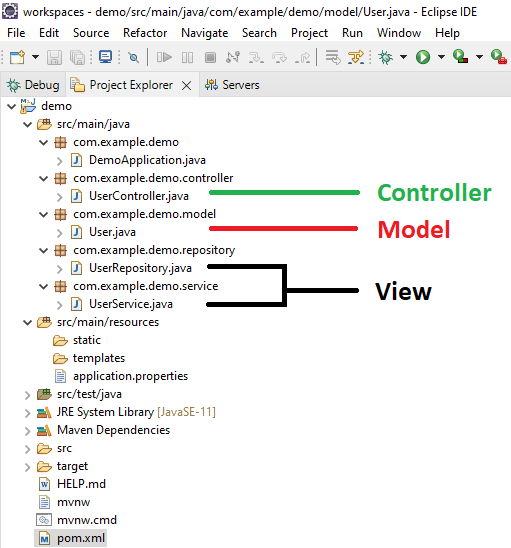 workspaces - demo/src/main/java/com/example/demo/model/User.java - Eclipse IDE
File Edit Source Refactor Navigate Search Project Run Window Help
Debug Project Explorer Servers
demo
src/main/java
com.example.demo
DemoApplication.java
com.example.demo.controller
UserController.java Controller
com.example.demo.model
User.java Model
com.example.demo.repository
UserRepository.java
com.example.demo.service View
UserService.java
src/main/resources
static
templates
application.properties
src/test/java
JRE System Library [JavaSE-11]
Maven Dependencies
src
target
HELP.md
mvnw
mvnw.cmd
pom.xml